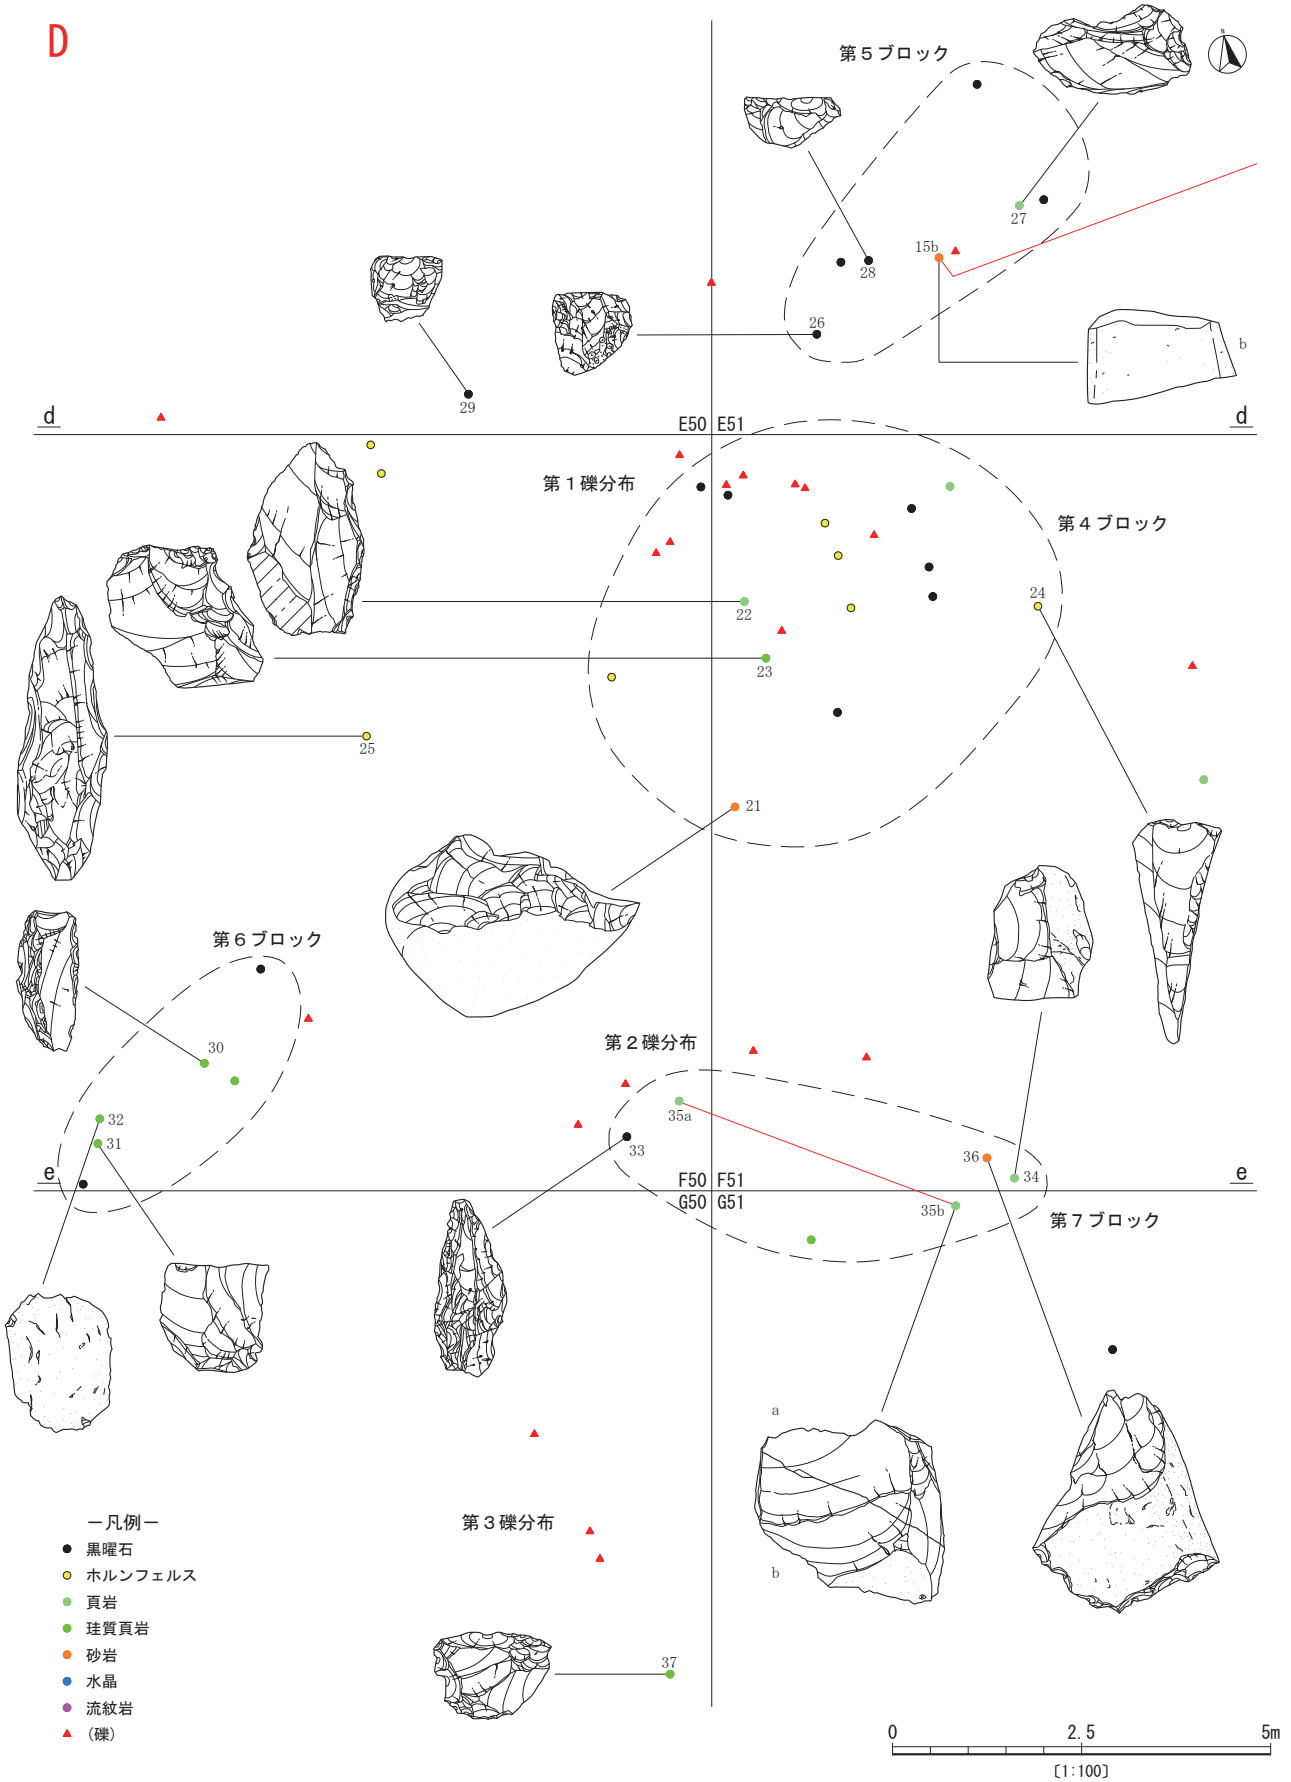 D
第5ブロック
N
27
15b
28
b
26
29
d
E50 E51
d
第1礫分布
第4ブロック
22
24
23
25
21
第6ブロック
第2礫分布
30
35a
32
31
33
36
34
e
F50 F51
e
G50 G51
35b
第7ブロック
a
b
第3礫分布
37
－凡例－
黒曜石
ホルンフェルス
頁岩
珪質頁岩
砂岩
水晶
流紋岩
（礫）
0 2.5 5m
〔1:100〕